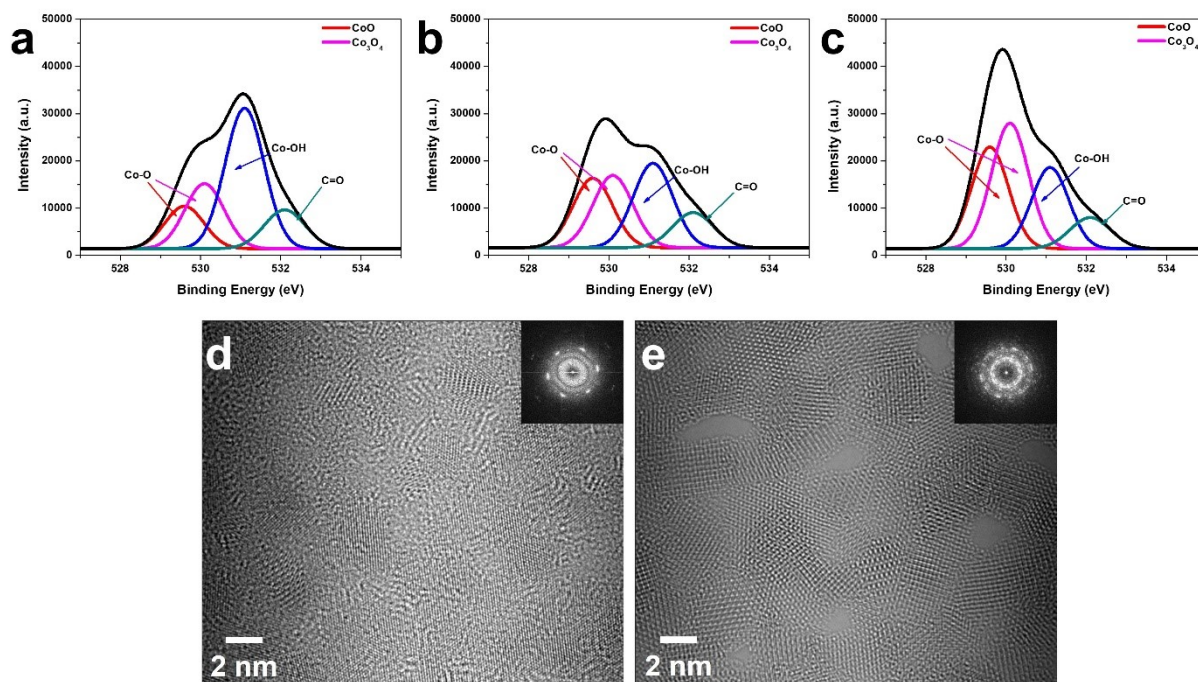 a
CoO
Co₃O₄
50000
40000
30000
20000
10000
0
Intensity (a.u.)
Co-O
Co-OH
C=O
528
530
532
534
Binding Energy (eV)
b
CoO
Co₃O₄
50000
40000
30000
20000
10000
0
Intensity (a.u.)
Co-O
Co-OH
C=O
528
530
532
534
Binding Energy (eV)
c
CoO
Co₃O₄
50000
40000
30000
20000
10000
0
Intensity (a.u.)
Co-O
Co-OH
C=O
528
530
532
534
Binding Energy (eV)
d
2 nm
e
2 nm